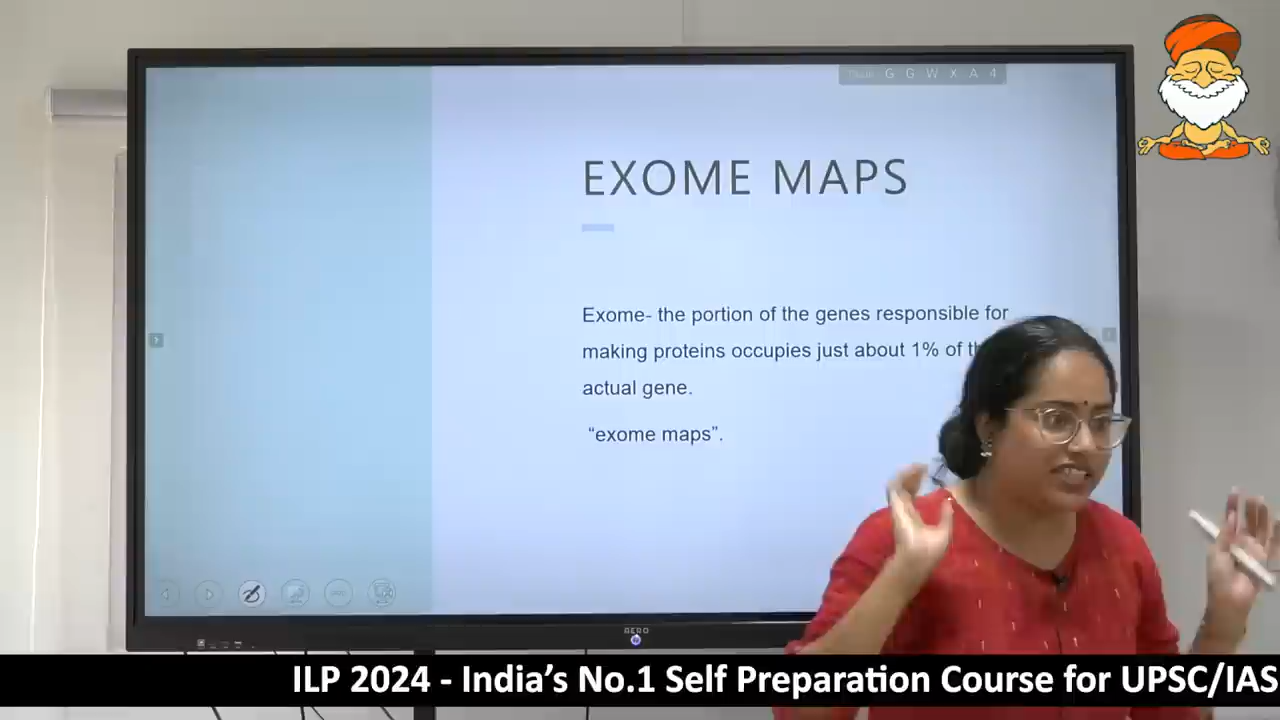 G G W X A 4
EXOME MAPS
Exome- the portion of the genes responsible for
making proteins occupies just about 1% of
actual gene.
“exome maps”.
ILP 2024 - India’s No.1 Self Preparation Course for UPSC/IAS